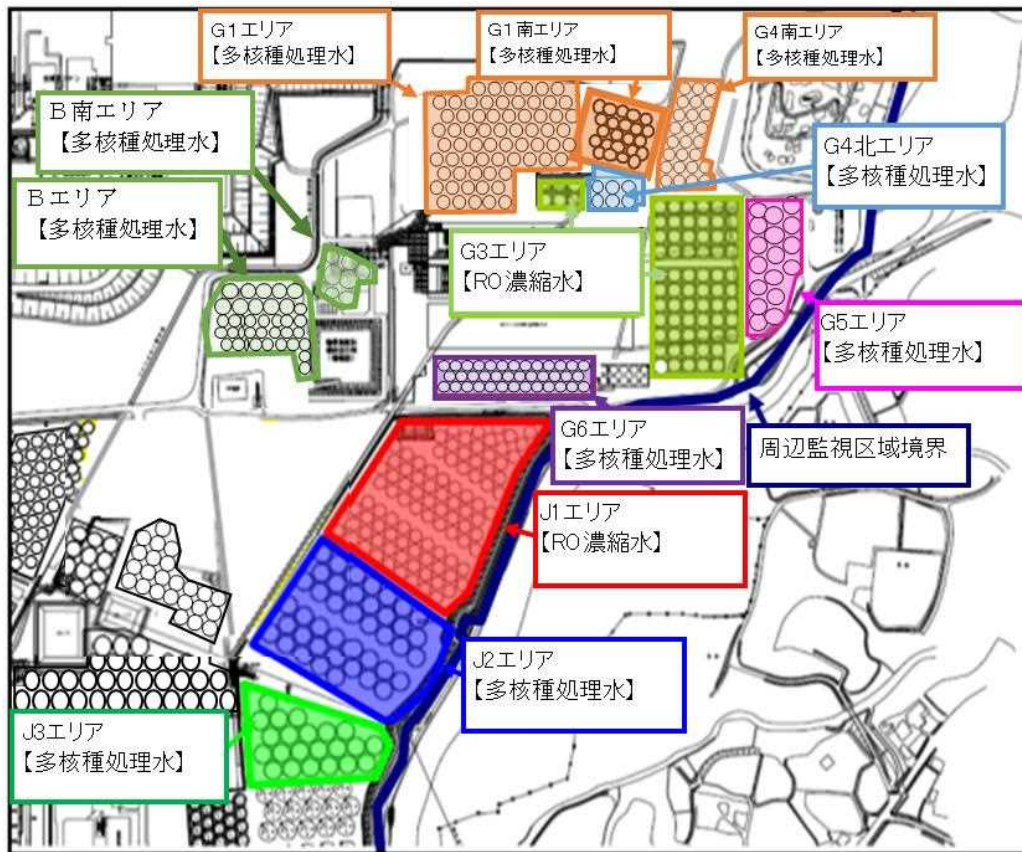 G1エリア
【多核種処理水】
G1南エリア
【多核種処理水】
G4南エリア
【多核種処理水】
B南エリア
【多核種処理水】
G4北エリア
【多核種処理水】
Bエリア
【多核種処理水】
G3エリア
【RO濃縮水】
G5エリア
【多核種処理水】
G6エリア
【多核種処理水】
周辺監視区域境界
J1エリア
【RO濃縮水】
J2エリア
【多核種処理水】
J3エリア
【多核種処理水】